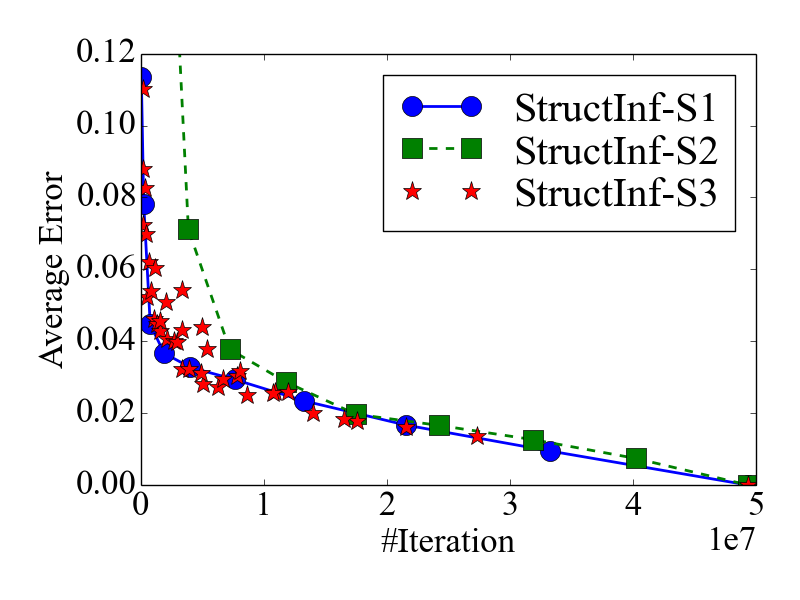 0.12
0.10
0.08
0.06
0.04
0.02
0.00
Average Error
StructInf-S1
StructInf-S2
StructInf-S3
0 1 2 3 4 5
1e7
#Iteration